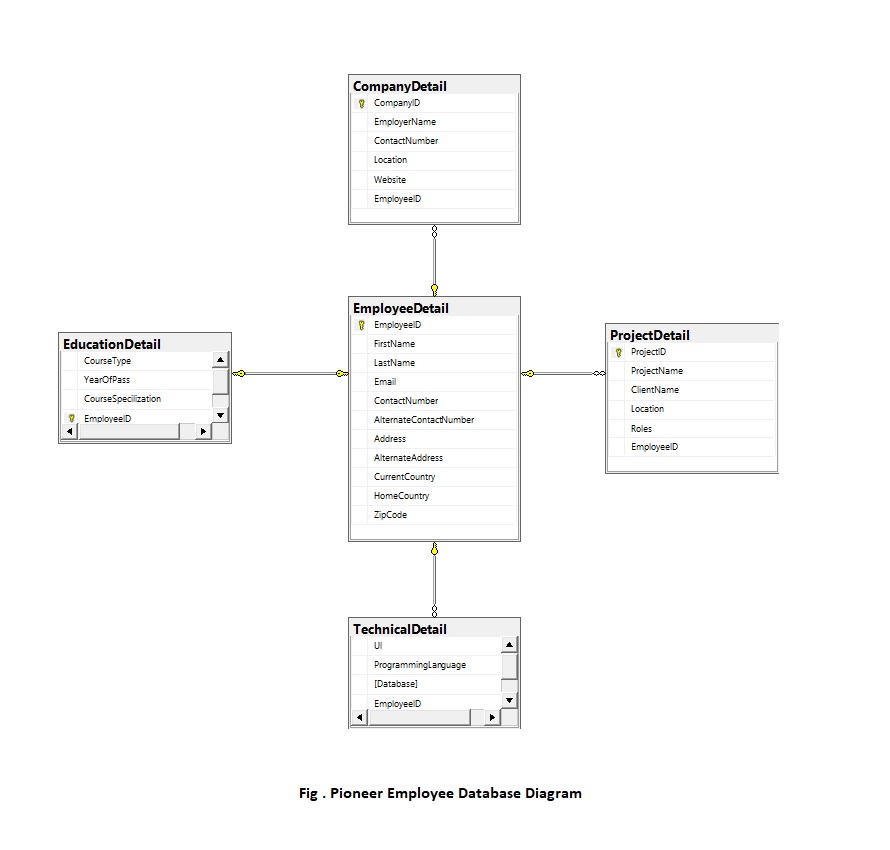 CompanyDetail
CompanyID
EmployerName
ContactNumber
Location
Website
EmployeeID
EmployeeDetail
EmployeeID
FirstName
LastName
Email
ContactNumber
AlternateContactNumber
Address
AlternateAddress
CurrentCountry
HomeCountry
ZipCode
EducationDetail
CourseType
YearOfPass
CourseSpecilization
EmployeeID
ProjectDetail
ProjectID
ProjectName
ClientName
Location
Roles
EmployeeID
TechnicalDetail
UI
ProgrammingLanguage
[Database]
EmployeeID
Fig . Pioneer Employee Database Diagram